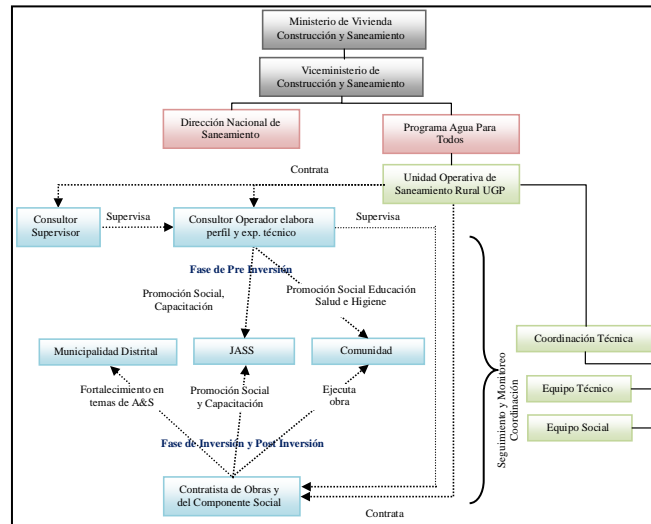 Ministerio de Vivienda
Construcción y Saneamiento
Viceministerio de
Construcción y Saneamiento
Dirección Nacional de
Saneamiento
Programa Agua Para
Todos
Contrata
Unidad Operativa de
Saneamiento Rural UGP
Consultor
Supervisor
Supervisa
Consultor Operador elabora
perfil y exp. técnico
Supervisa
Fase de Pre Inversión
Promoción Social,
Capacitación
Promoción Social Educación
Salud e Higiene
Municipalidad Distrital
JASS
Comunidad
Seguimiento y Monitoreo
Coordinación
Coordinación Técnica
Equipo Técnico
Equipo Social
Fortalecimiento en
temas de A&S
Promoción Social
y Capacitación
Ejecuta
obra
Fase de Inversión y Post Inversión
Contratista de Obras y
del Componente Social
Contrata